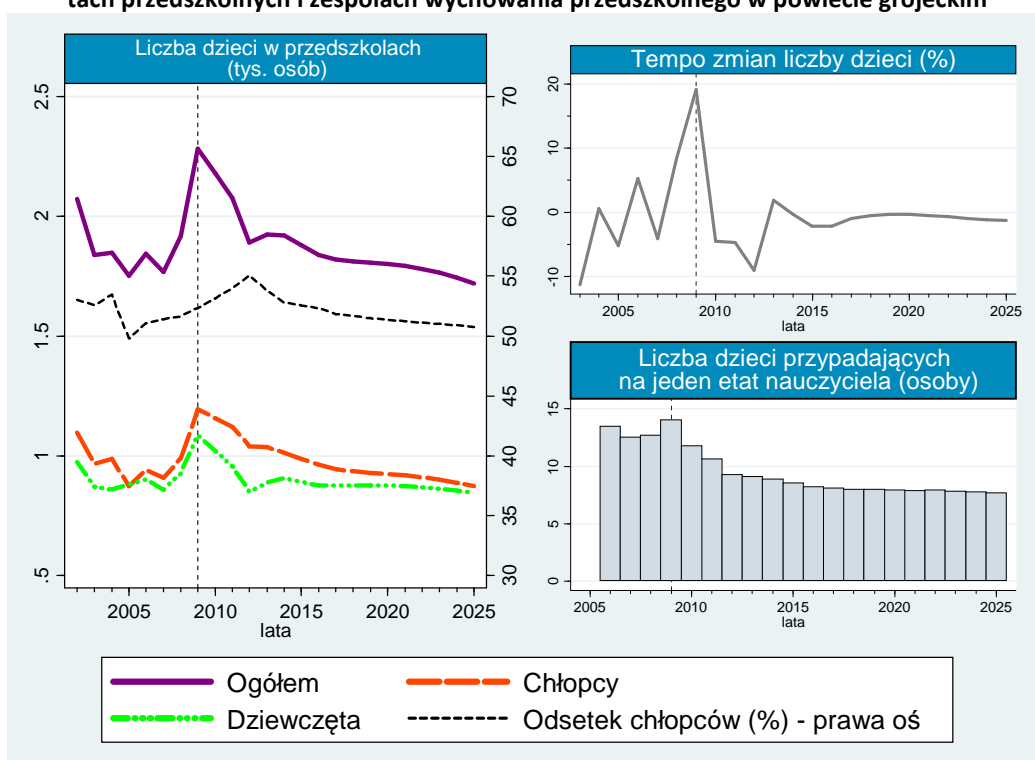 tach przedszkolnych i zespołach wychowania przedszkolnego w powiecie grójeckim
Liczba dzieci w przedszkolach
(tys. osób)
2.5
2
1.5
1
.5
70
65
60
55
50
45
40
35
30
2005
2010
2015
2020
2025
lata
Tempo zmian liczby dzieci (%)
20
10
0
-10
2005
2010
2015
2020
2025
lata
Liczba dzieci przypadających
na jeden etat nauczyciela (osoby)
15
10
5
0
2005
2010
2015
2020
2025
lata
Ogółem
Chłopcy
Dziewczęta
Odsetek chłopców (%) - prawa oś